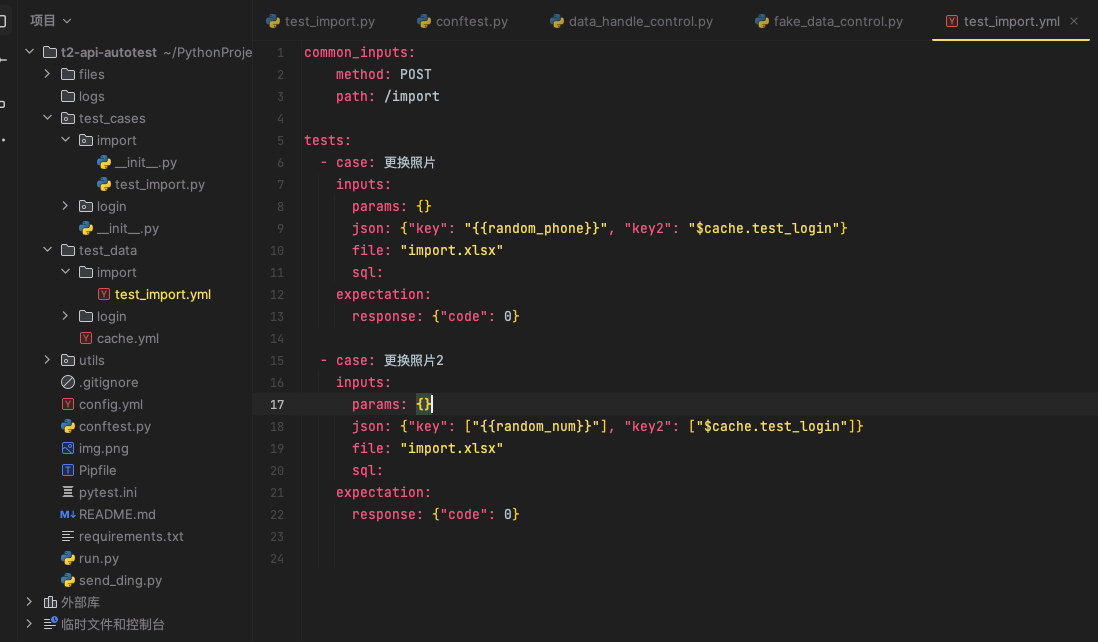 项目
test_import.py
conftest.py
data_handle_control.py
fake_data_control.py
test_import.yml
t2-api-autotest ~/PythonProje
files
logs
test_cases
import
__init__.py
test_import.py
login
__init__.py
test_data
import
test_import.yml
login
cache.yml
utils
.gitignore
config.yml
conftest.py
img.png
Pipfile
pytest.ini
README.md
requirements.txt
run.py
send_ding.py
外部库
临时文件和控制台
1 common_inputs:
2 method: POST
3 path: /import
4
5 tests:
6 - case: 更换照片
7 inputs:
8 params: {}
9 json: {"key": "{{random_phone}}", "key2": "$cache.test_login"}
10 file: "import.xlsx"
11 sql:
12 expectation:
13 response: {"code": 0}
14
15 - case: 更换照片2
16 inputs:
17 params: {}
18 json: {"key": ["{{random_num}}"], "key2": ["$cache.test_login"]}
19 file: "import.xlsx"
20 sql:
21 expectation:
22 response: {"code": 0}
23
24